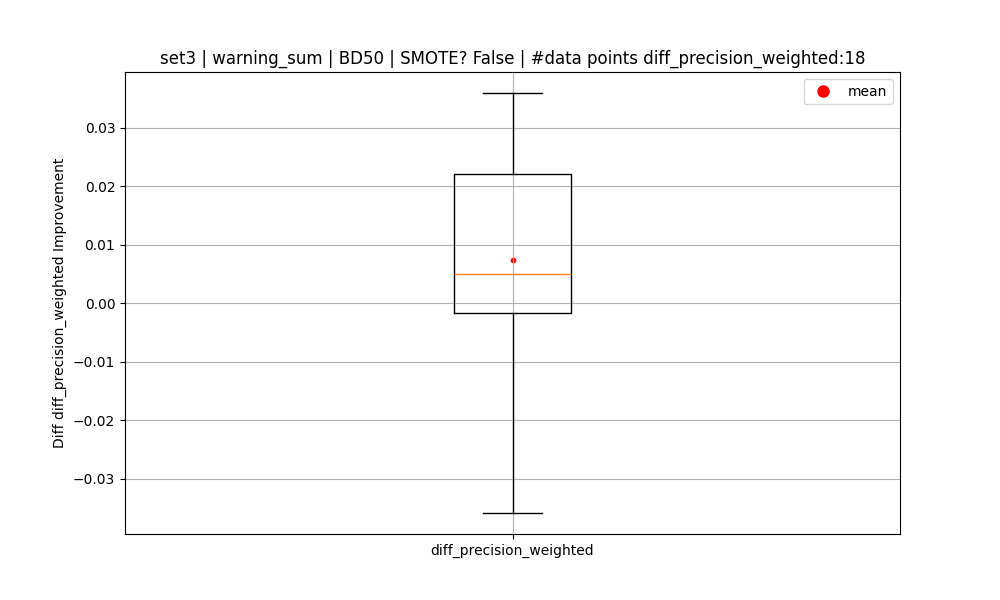 set3 | warning_sum | BD50 | SMOTE? False | #data points diff_precision_weighted:18
mean
0.03
0.02
0.01
0.00
−0.01
−0.02
−0.03
Diff diff_precision_weighted Improvement
diff_precision_weighted